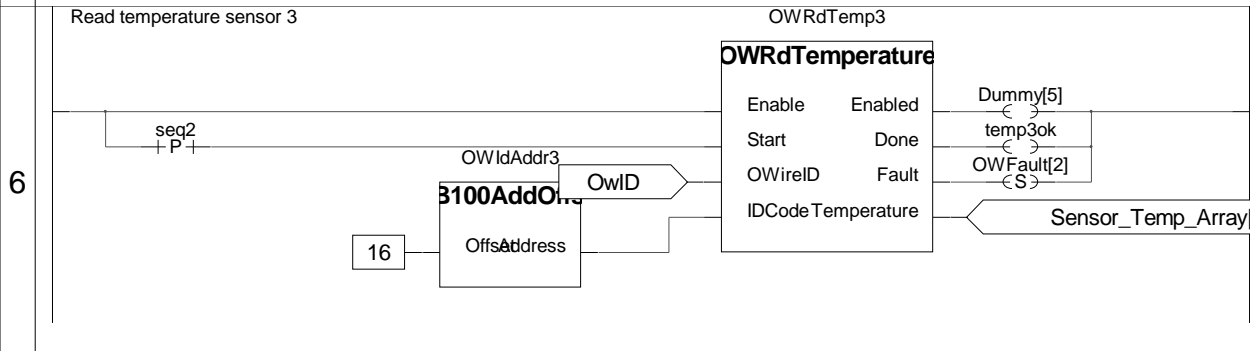 Read temperature sensor 3
OWRdTemp3
OWRdTemperature
Enable Enabled
Dummy[5]
seq2
P
Start Done
temp3ok
OWIdAddr3
OwID
OWireID Fault
OWFault[2]
S
6
IDCode Temperature
Sensor_Temp_Array[
16
Offset Address